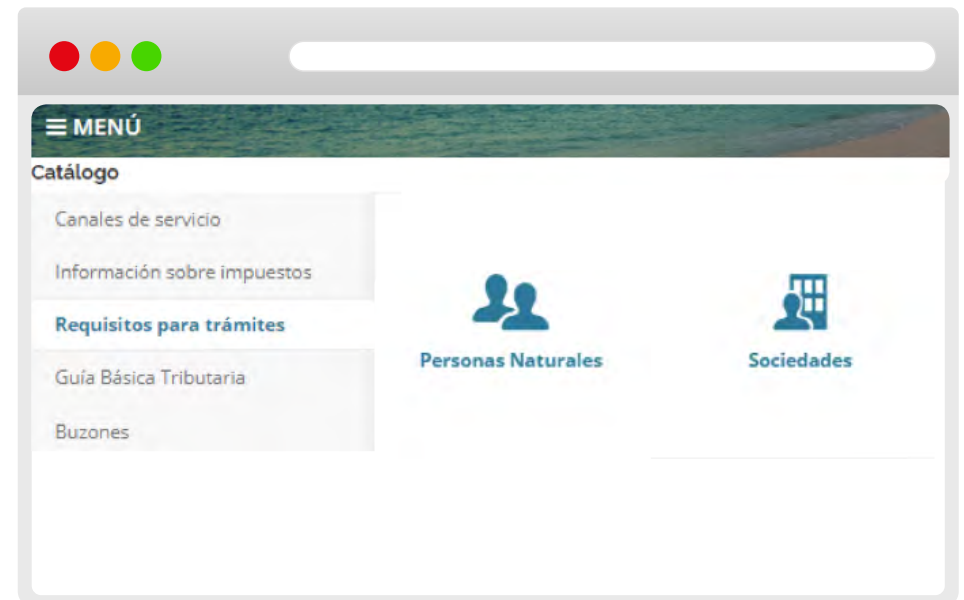 MENÚ
Catálogo
Canales de servicio
Información sobre impuestos
Requisitos para trámites
Guía Básica Tributaria
Buzones
Personas Naturales
Sociedades